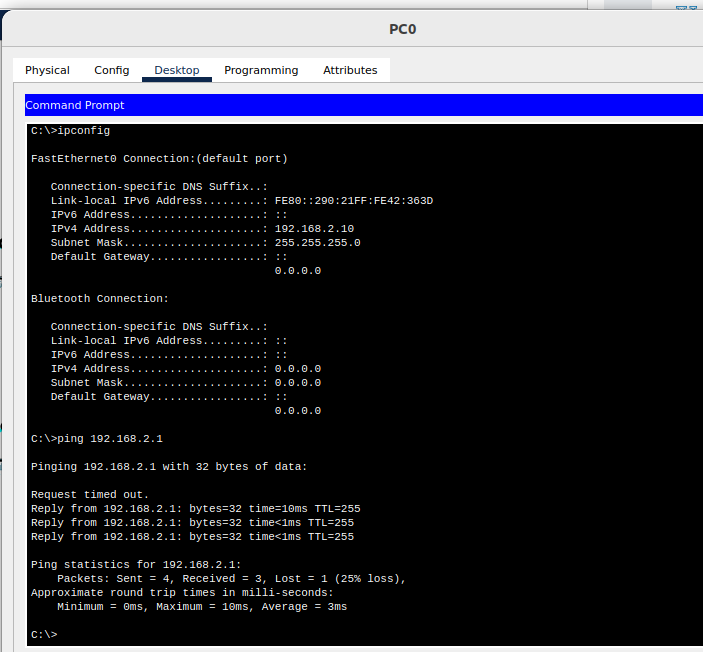 PC0
Physical Config Desktop Programming Attributes
Command Prompt
C:\>ipconfig
FastEthernet0 Connection:(default port)
Connection-specific DNS Suffix..:
Link-local IPv6 Address.........: FE80::290:21FF:FE42:363D
IPv6 Address....................: ::
IPv4 Address....................: 192.168.2.10
Subnet Mask.....................: 255.255.255.0
Default Gateway.................: ::
0.0.0.0
Bluetooth Connection:
Connection-specific DNS Suffix..:
Link-local IPv6 Address.........: ::
IPv6 Address....................: ::
IPv4 Address....................: 0.0.0.0
Subnet Mask.....................: 0.0.0.0
Default Gateway.................: ::
0.0.0.0
C:\>ping 192.168.2.1
Pinging 192.168.2.1 with 32 bytes of data:
Request timed out.
Reply from 192.168.2.1: bytes=32 time=10ms TTL=255
Reply from 192.168.2.1: bytes=32 time<1ms TTL=255
Reply from 192.168.2.1: bytes=32 time<1ms TTL=255
Ping statistics for 192.168.2.1:
Packets: Sent = 4, Received = 3, Lost = 1 (25% loss),
Approximate round trip times in milli-seconds:
Minimum = 0ms, Maximum = 10ms, Average = 3ms
C:\>